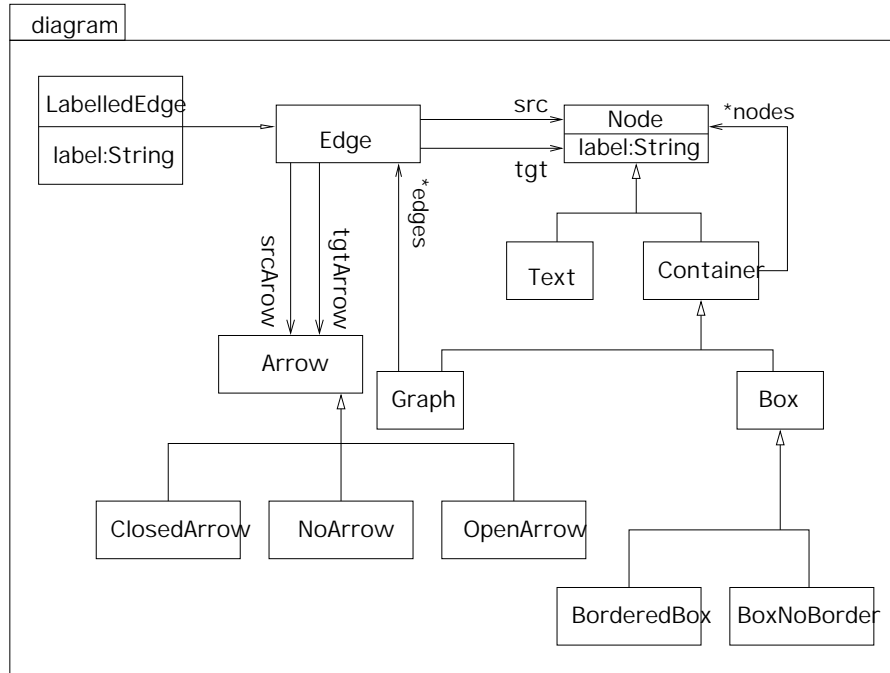 diagram
LabelledEdge
label:String
Edge
src
tgt
Node
label:String
*nodes
*edges
srcArow
tgtArrow
Text
Container
Arrow
Graph
Box
ClosedArrow
NoArrow
OpenArrow
BorderedBox
BoxNoBorder